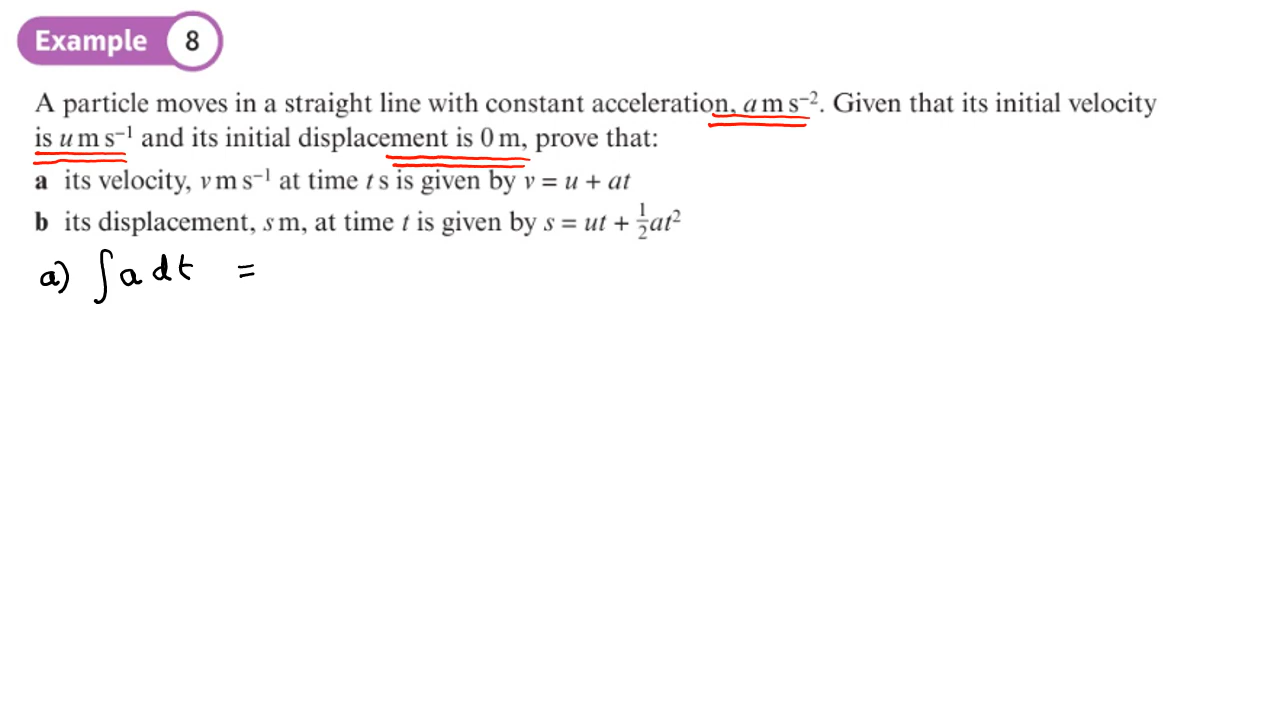 Example 8
A particle moves in a straight line with constant acceleration, a m s⁻². Given that its initial velocity
is u m s⁻¹ and its initial displacement is 0 m, prove that:
a its velocity, v m s⁻¹ at time t s is given by v = u + at
b its displacement, s m, at time t is given by s = ut + ½at²
a) ∫ a dt =